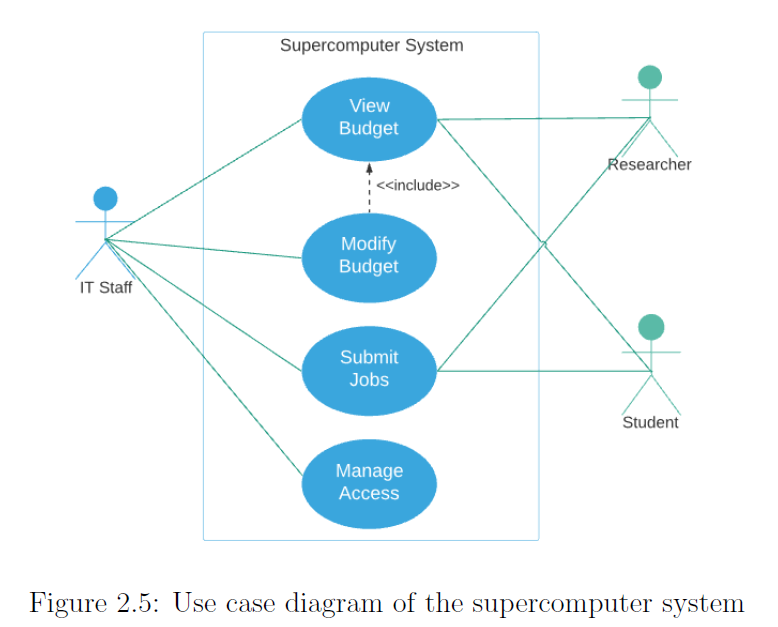 Supercomputer System
View
Budget
<<include>>
Researcher
Modify
Budget
IT Staff
Submit
Jobs
Student
Manage
Access
Figure 2.5: Use case diagram of the supercomputer system